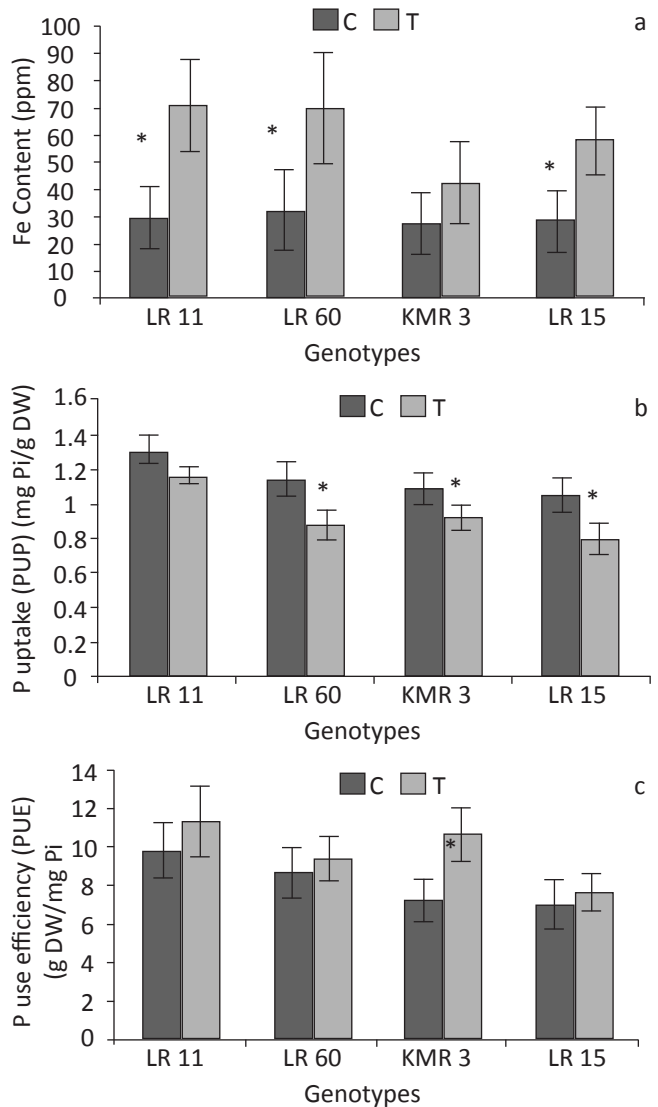 C T
a
Fe Content (ppm)
100
90
80
70
60
50
40
30
20
10
0
*
*
*
LR 11 LR 60 KMR 3 LR 15
Genotypes
C T
b
P uptake (PUP) (mg Pi/g DW)
1.6
1.4
1.2
1
0.8
0.6
0.4
0.2
0
*
*
*
LR 11 LR 60 KMR 3 LR 15
Genotypes
C T
c
P use efficiency (PUE)
(g DW/mg Pi
14
12
10
8
6
4
2
0
*
LR 11 LR 60 KMR 3 LR 15
Genotypes